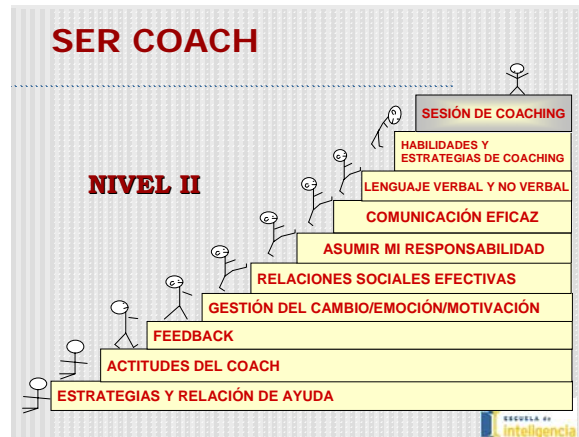 SER COACH
SESIÓN DE COACHING
HABILIDADES Y
ESTRATEGIAS DE COACHING
NIVEL II
LENGUAJE VERBAL Y NO VERBAL
COMUNICACIÓN EFICAZ
ASUMIR MI RESPONSABILIDAD
RELACIONES SOCIALES EFECTIVAS
GESTIÓN DEL CAMBIO/EMOCIÓN/MOTIVACIÓN
FEEDBACK
ACTITUDES DEL COACH
ESTRATEGIAS Y RELACIÓN DE AYUDA
ESCUELA de
inteligencia